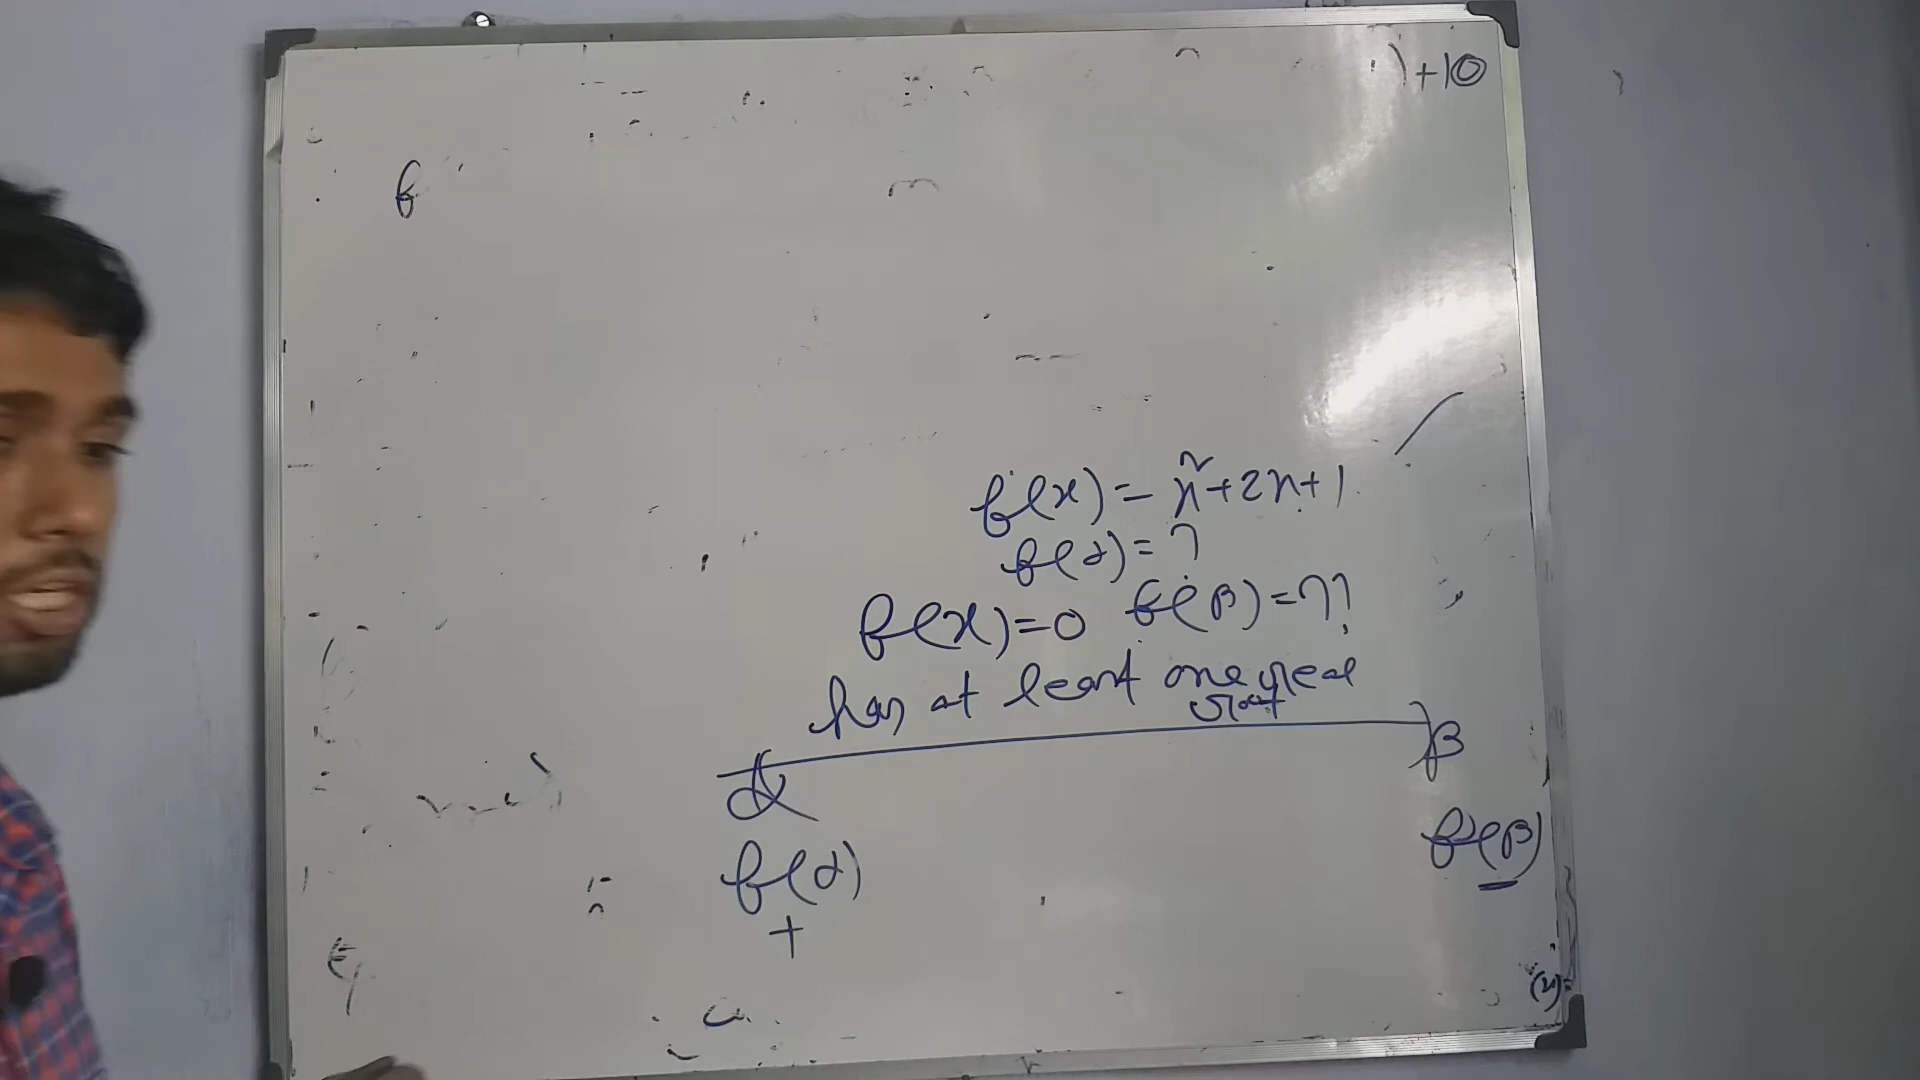 )+10
f
f(x) = x²+2x+1
f(α) = ?
f(x)=0 f(β) = ??
has at least one real
root
α β
f(α) f(β)
+ −